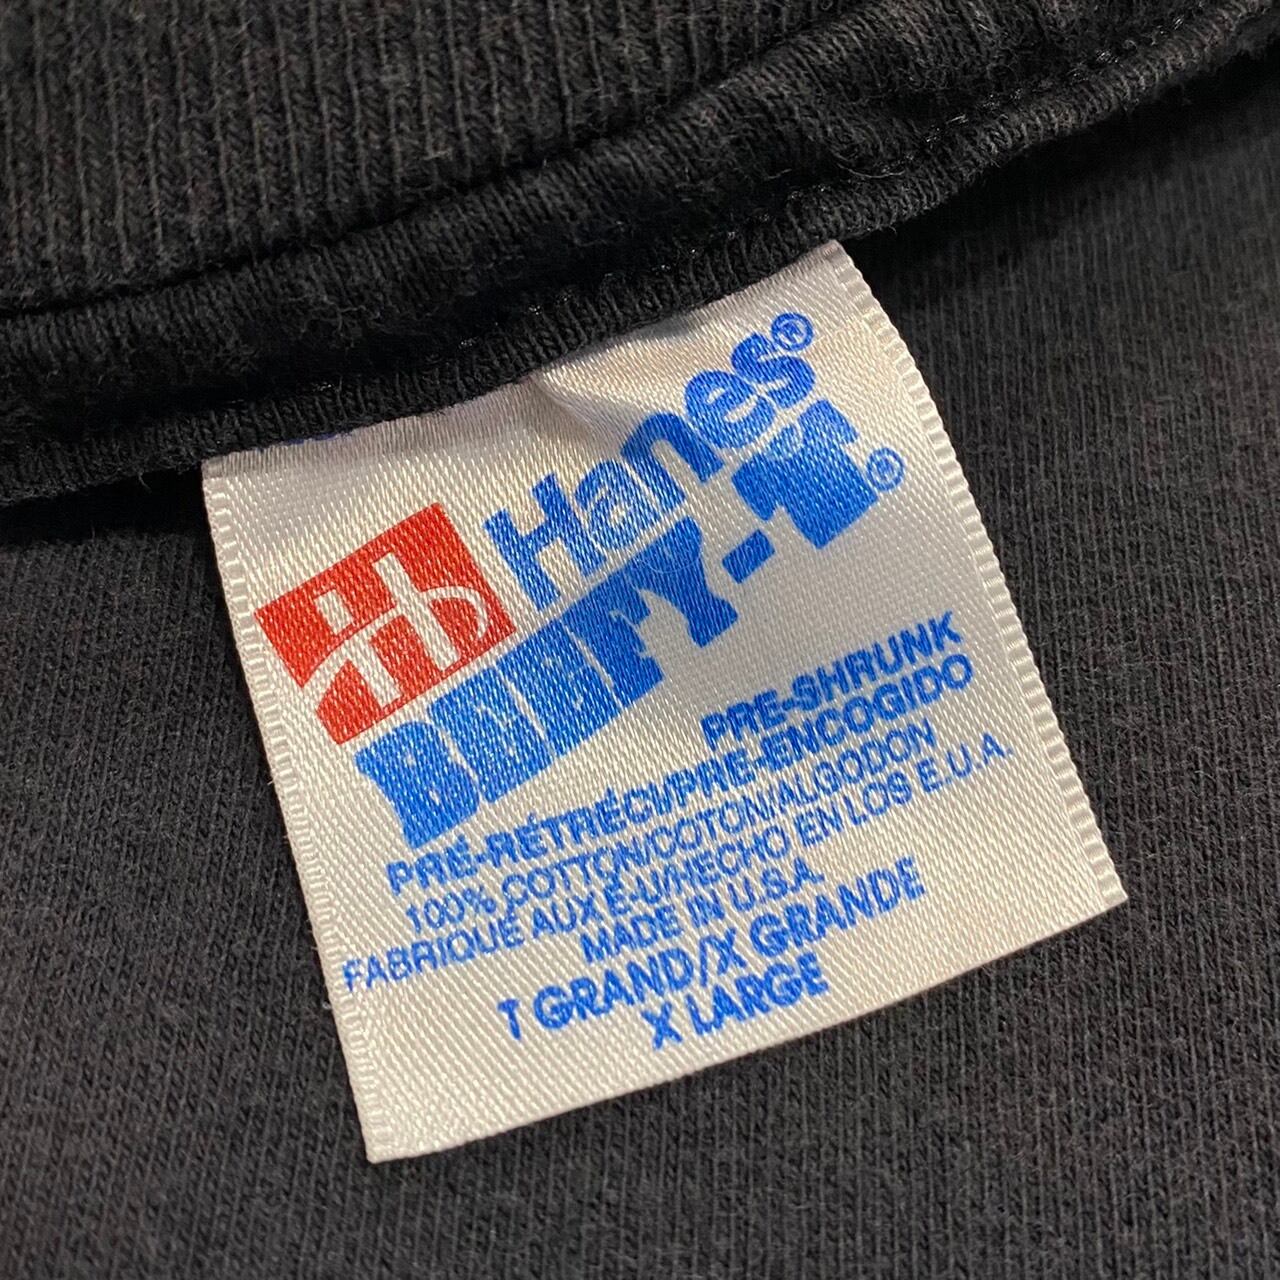 Hanes®
BEEFY-T®
PRE-SHRUNK
PRÉ-RÉTRÉCI/PRE-ENCOGIDO
100% COTTON/COTON/ALGODON
FABRIQUÉ AUX É-U/HECHO EN LOS E.U.A.
MADE IN U.S.A.
T GRAND/X GRANDE
X LARGE